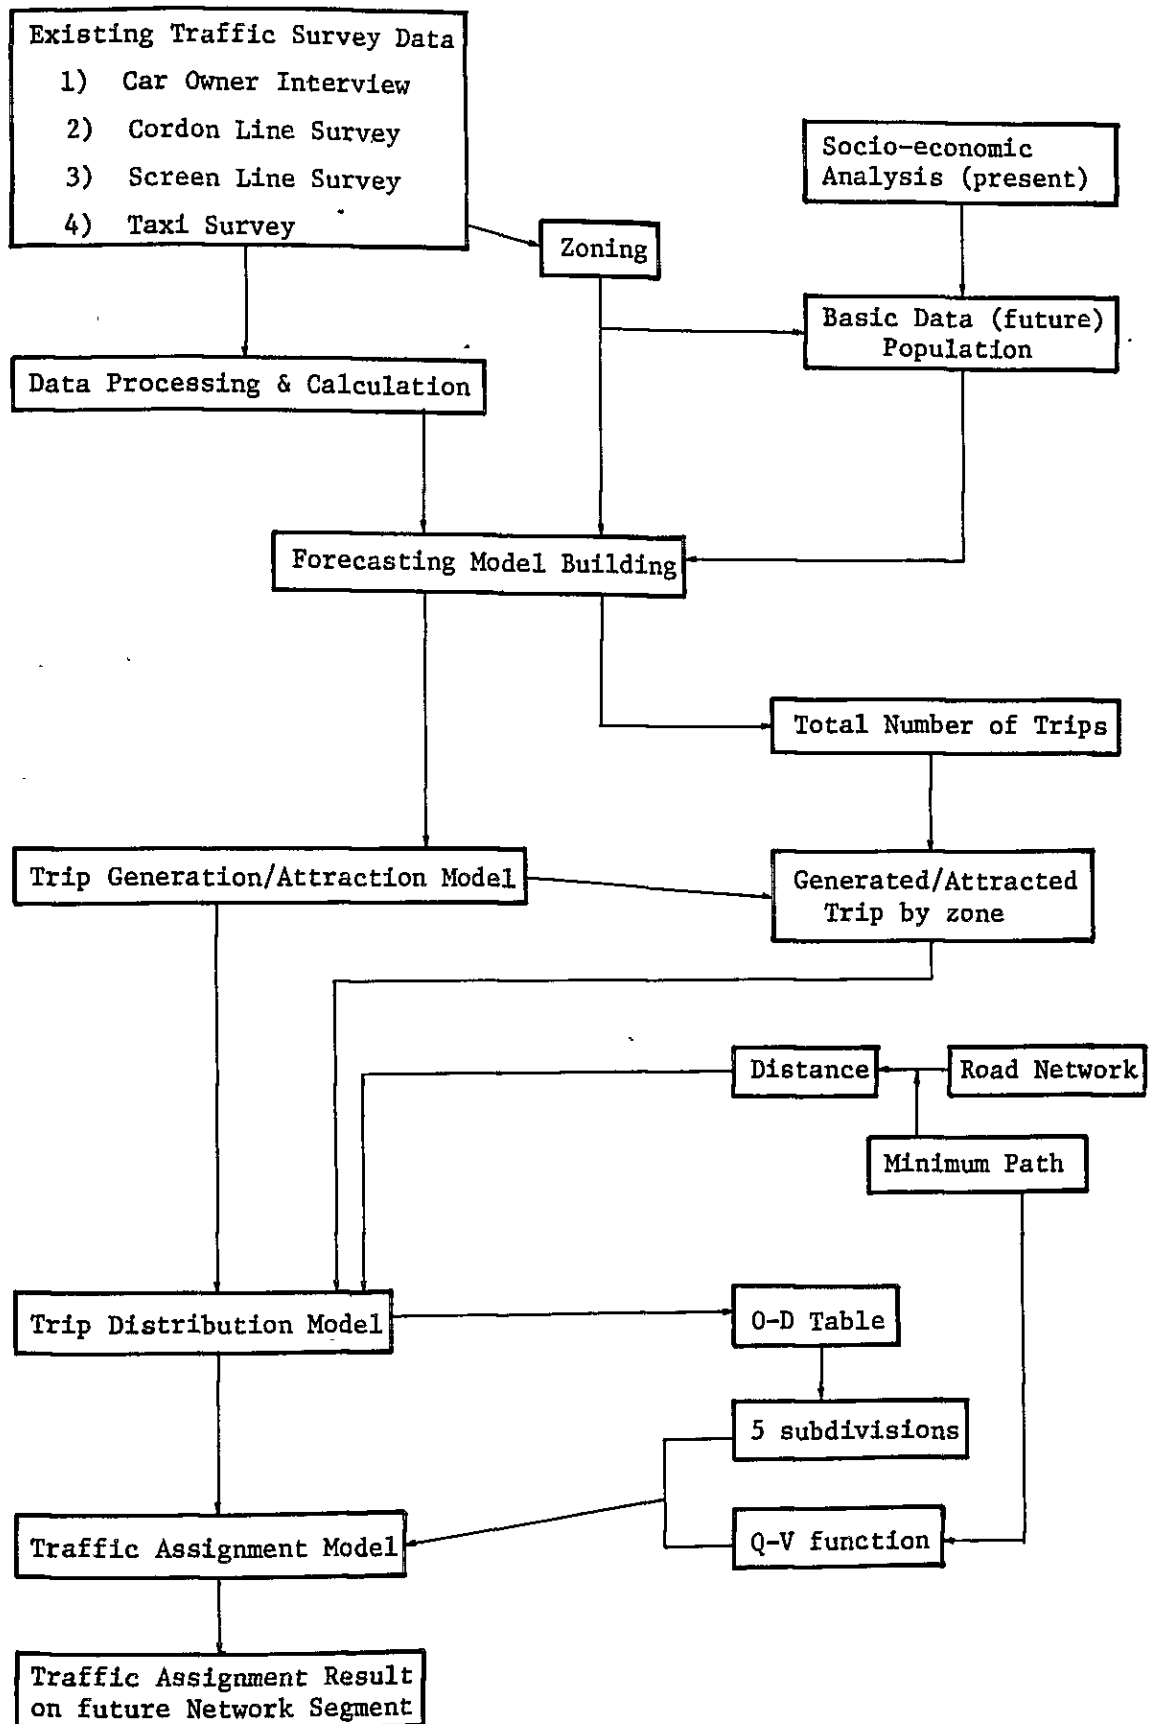 Existing Traffic Survey Data
1) Car Owner Interview
2) Cordon Line Survey
3) Screen Line Survey
4) Taxi Survey
Socio-economic
Analysis (present)
Zoning
Basic Data (future)
Population
Data Processing & Calculation
Forecasting Model Building
Total Number of Trips
Trip Generation/Attraction Model
Generated/Attracted
Trip by zone
Distance
Road Network
Minimum Path
Trip Distribution Model
O-D Table
5 subdivisions
Traffic Assignment Model
Q-V function
Traffic Assignment Result
on future Network Segment